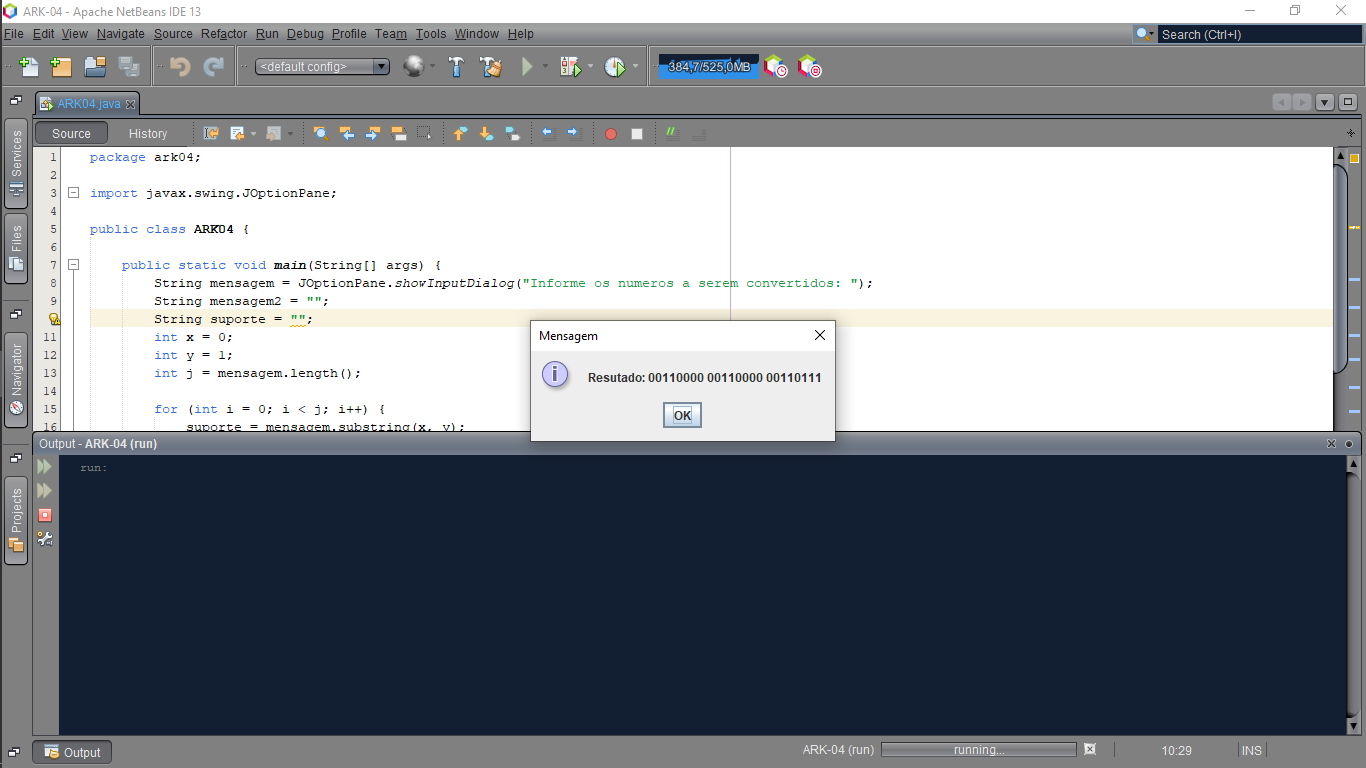 ARK-04 - Apache NetBeans IDE 13
File Edit View Navigate Source Refactor Run Debug Profile Team Tools Window Help
Search (Ctrl+I)
<default config>
384,7/525,0MB
ARK04.java
Source History
Services
Files
Navigator
Projects
1 package ark04;
2
3 import javax.swing.JOptionPane;
4
5 public class ARK04 {
6
7 public static void main(String[] args) {
8 String mensagem = JOptionPane.showInputDialog("Informe os numeros a serem convertidos: ");
9 String mensagem2 = "";
String suporte = "";
11 int x = 0;
12 int y = 1;
13 int j = mensagem.length();
14
15 for (int i = 0; i < j; i++) {
16 suporte = mensagem.substring(x, y);
Mensagem
Resutado: 00110000 00110000 00110111
OK
Output - ARK-04 (run)
run:
Output
ARK-04 (run) running...
10:29 INS